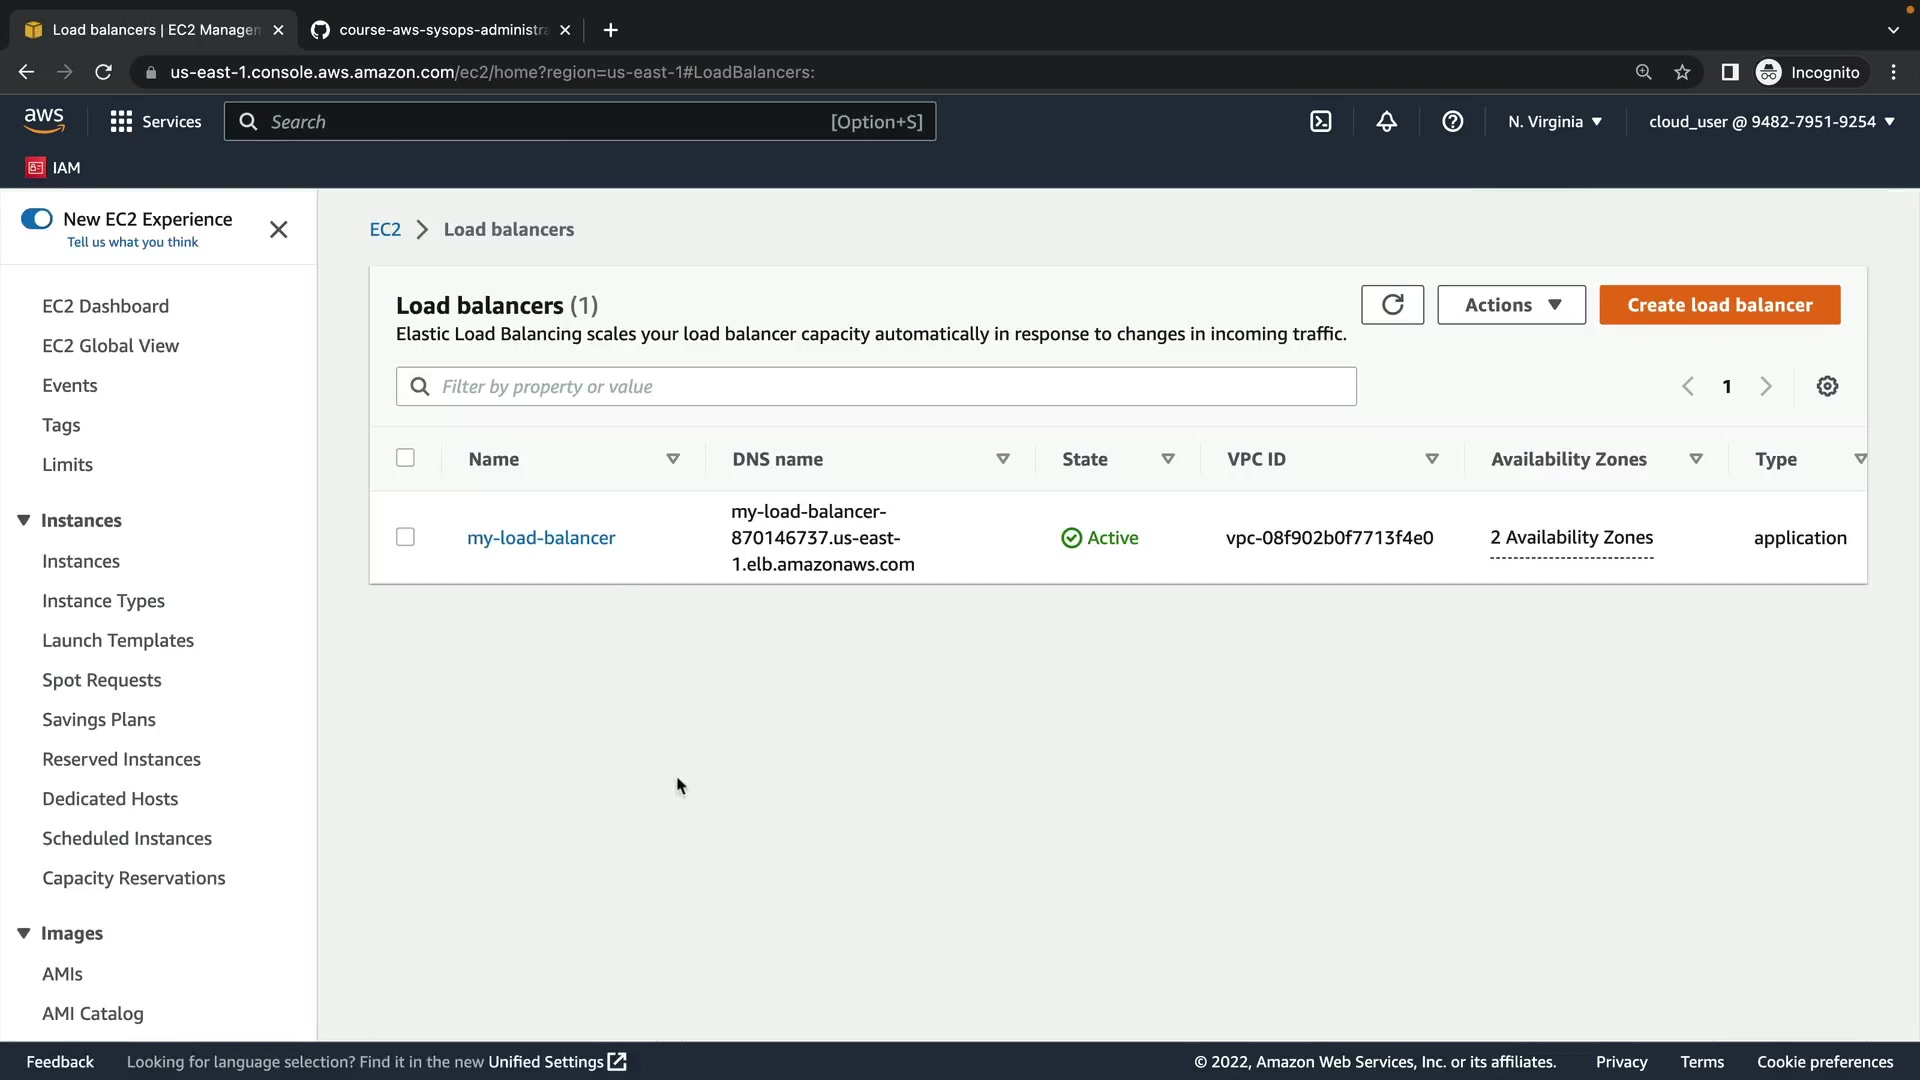 Load balancers | EC2 Managem
course-aws-sysops-administra
us-east-1.console.aws.amazon.com/ec2/home?region=us-east-1#LoadBalancers:
Incognito
aws
Services
Search
[Option+S]
N. Virginia
cloud_user @ 9482-7951-9254
IAM
New EC2 Experience
Tell us what you think
EC2 Dashboard
EC2 Global View
Events
Tags
Limits
Instances
Instances
Instance Types
Launch Templates
Spot Requests
Savings Plans
Reserved Instances
Dedicated Hosts
Scheduled Instances
Capacity Reservations
Images
AMIs
AMI Catalog
EC2 > Load balancers
Load balancers (1)
Elastic Load Balancing scales your load balancer capacity automatically in response to changes in incoming traffic.
Actions
Create load balancer
Filter by property or value
1
Name
DNS name
State
VPC ID
Availability Zones
Type
my-load-balancer
my-load-balancer-
870146737.us-east-
1.elb.amazonaws.com
Active
vpc-08f902b0f7713f4e0
2 Availability Zones
application
Feedback
Looking for language selection? Find it in the new Unified Settings
© 2022, Amazon Web Services, Inc. or its affiliates.
Privacy
Terms
Cookie preferences